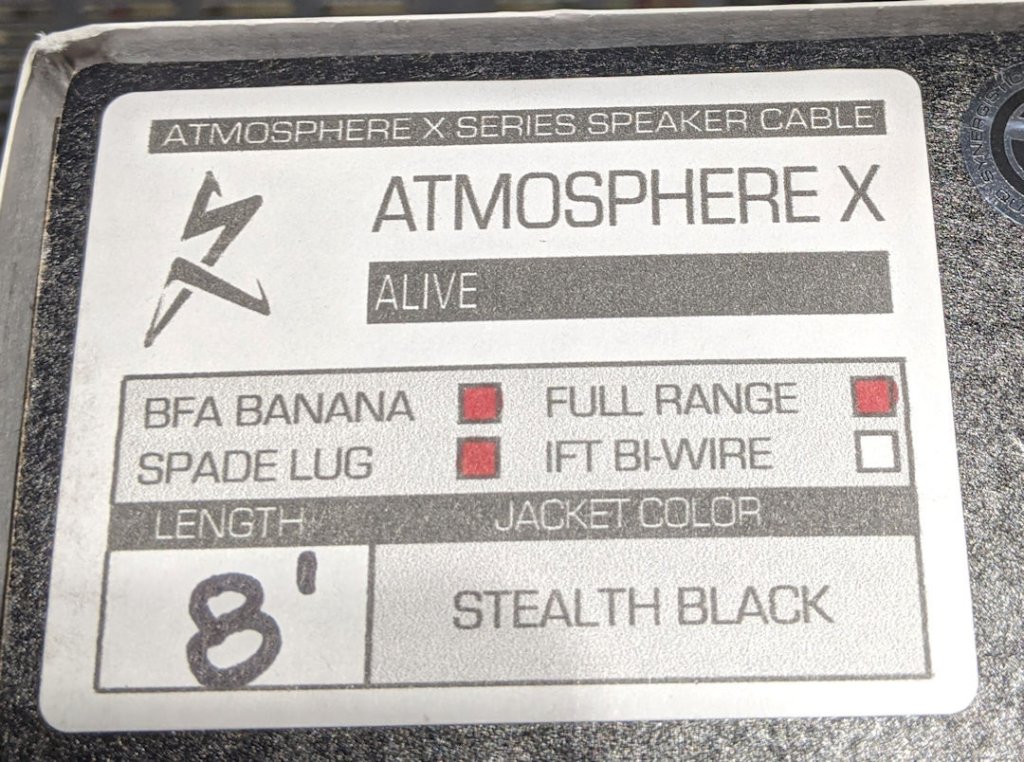 ATMOSPHERE X SERIES SPEAKER CABLE
ATMOSPHERE X
ALIVE
BFA BANANA FULL RANGE
SPADE LUG IFT BI-WIRE
LENGTH JACKET COLOR
8' STEALTH BLACK